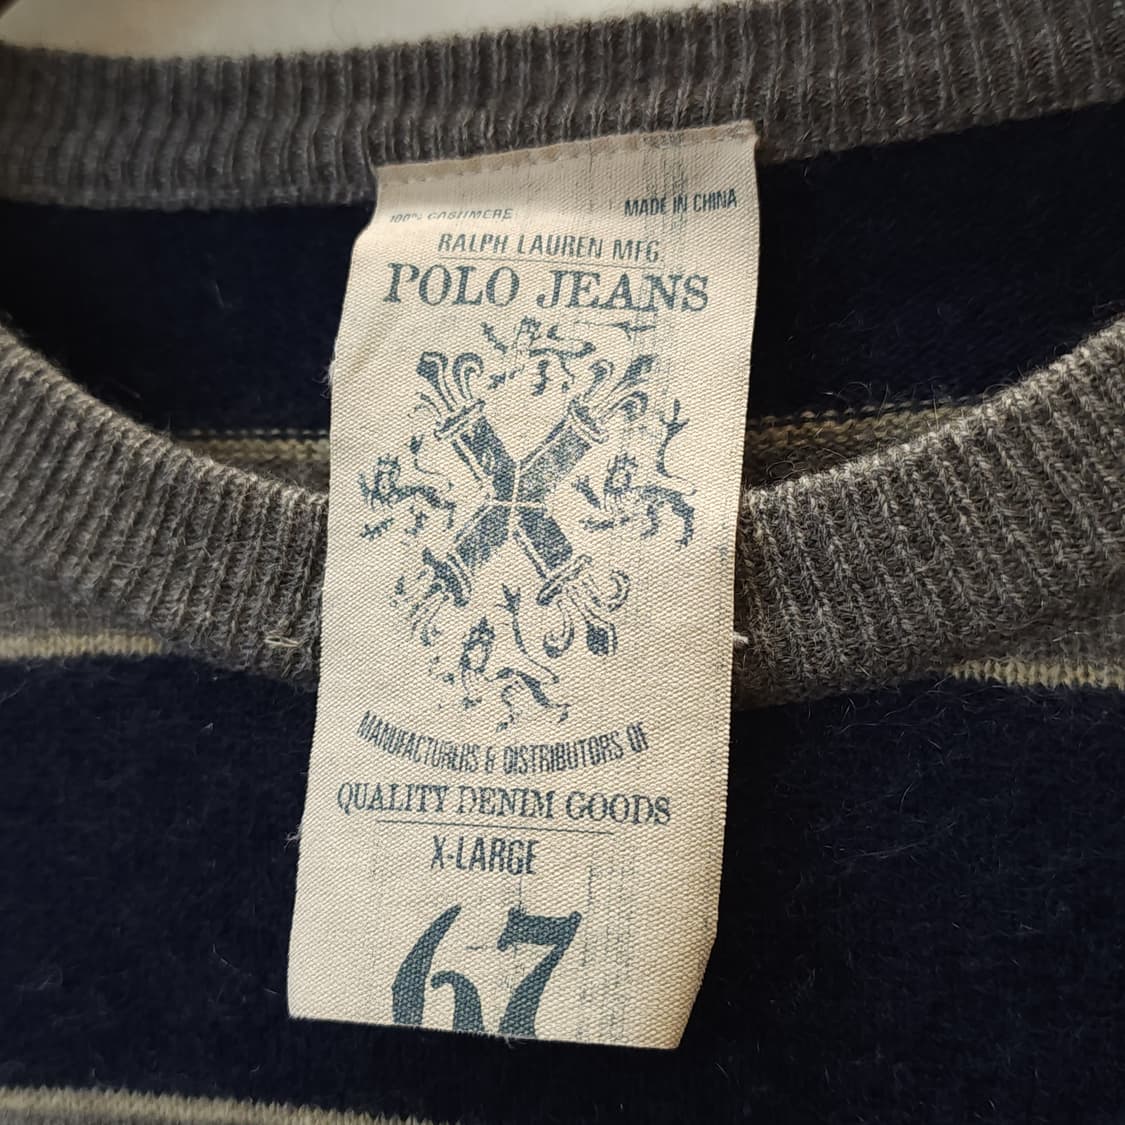 100% CASHMERE
MADE IN CHINA
RALPH LAUREN MFG.
POLO JEANS
MANUFACTURERS & DISTRIBUTORS OF
QUALITY DENIM GOODS
X-LARGE
67